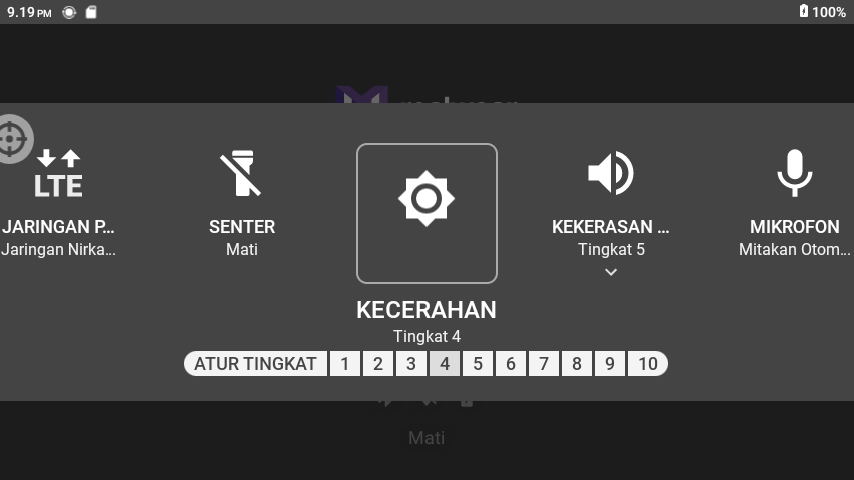 9.19 PM
100%
LTE
JARINGAN P...
Jaringan Nirka...
SENTER
Mati
KEKERASAN ...
Tingkat 5
MIKROFON
Mitakan Otom...
KECERAHAN
Tingkat 4
ATUR TINGKAT 1 2 3 4 5 6 7 8 9 10
Mati